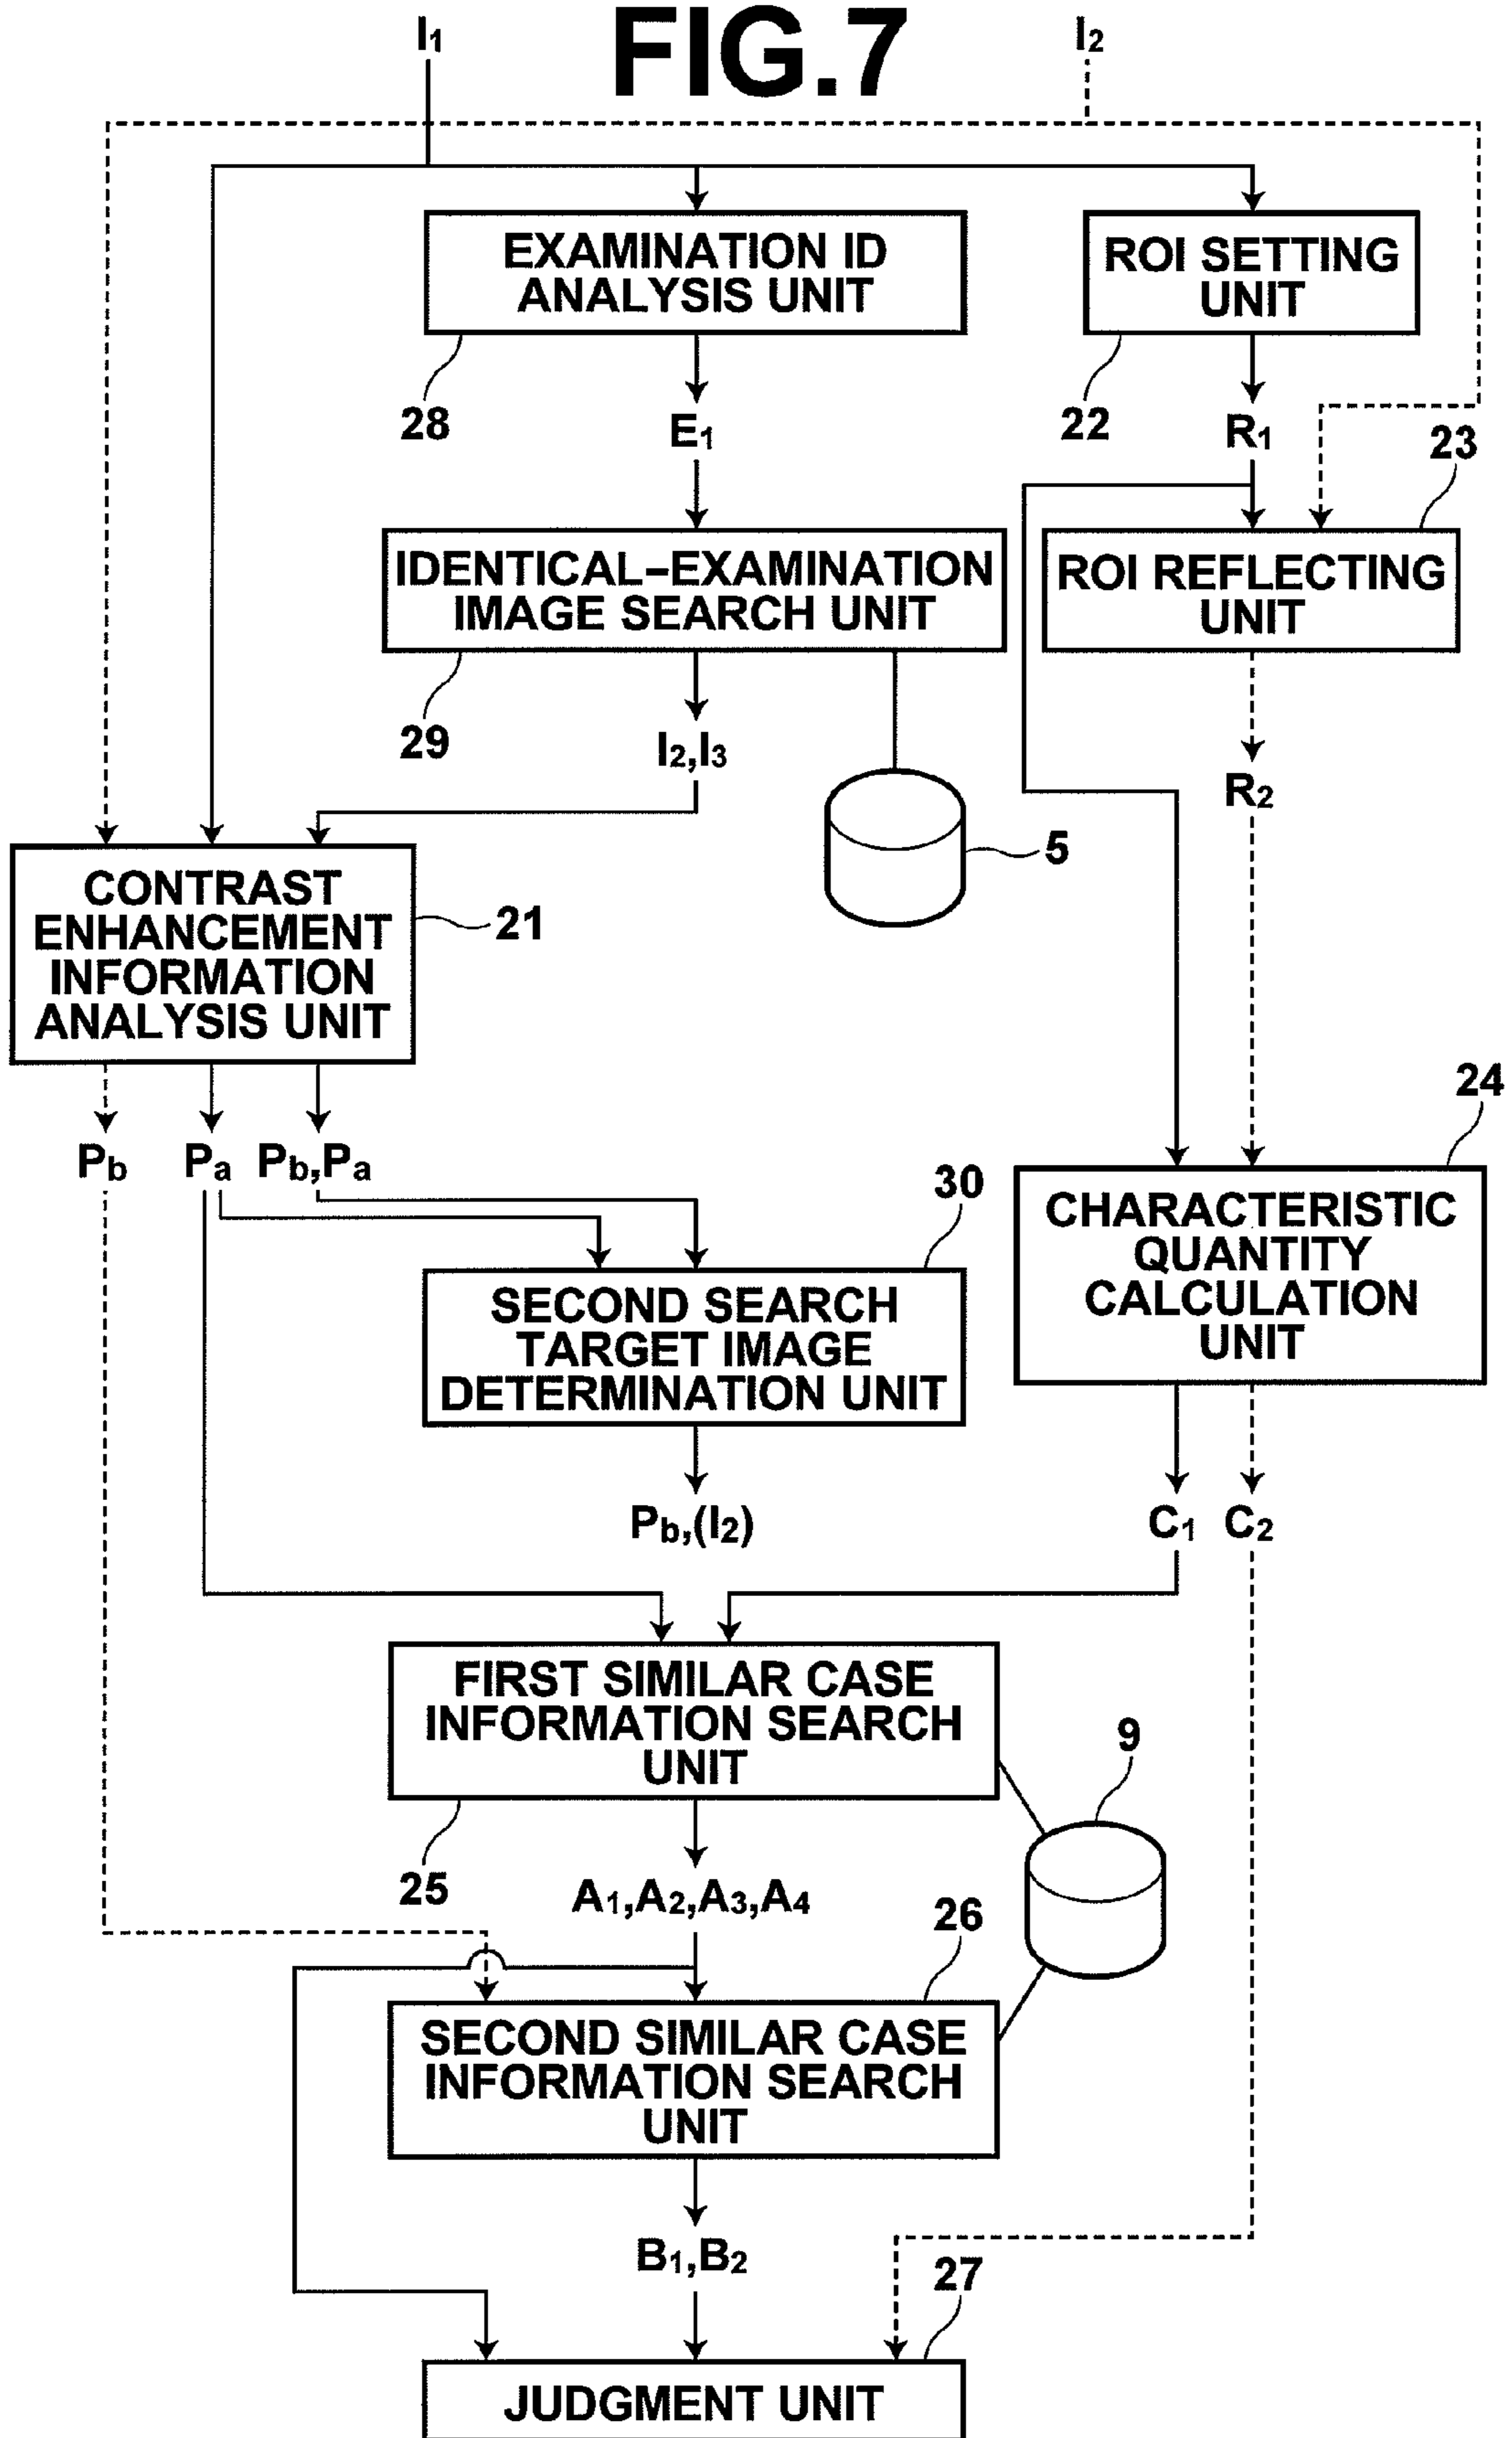 FIG.7
I1
I2
EXAMINATION ID
ANALYSIS UNIT
ROI SETTING
UNIT
28
E1
22
R1
23
IDENTICAL-EXAMINATION
IMAGE SEARCH UNIT
ROI REFLECTING
UNIT
29
I2,I3
R2
5
CONTRAST
ENHANCEMENT
INFORMATION
ANALYSIS UNIT
21
24
Pb
Pa
Pb,Pa
30
CHARACTERISTIC
QUANTITY
CALCULATION
UNIT
SECOND SEARCH
TARGET IMAGE
DETERMINATION UNIT
Pb,(I2)
C1
C2
FIRST SIMILAR CASE
INFORMATION SEARCH
UNIT
9
25
A1,A2,A3,A4
26
SECOND SIMILAR CASE
INFORMATION SEARCH
UNIT
B1,B2
27
JUDGMENT UNIT